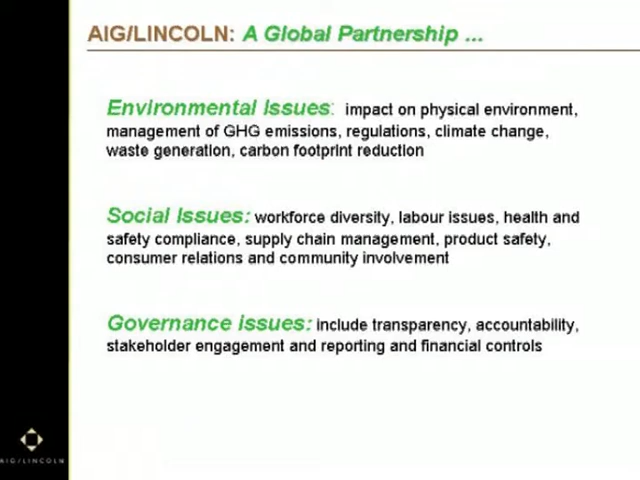 AIG/LINCOLN: A Global Partnership ...
Environmental Issues: impact on physical environment,
management of GHG emissions, regulations, climate change,
waste generation, carbon footprint reduction
Social Issues: workforce diversity, labour issues, health and
safety compliance, supply chain management, product safety,
consumer relations and community involvement
Governance issues: include transparency, accountability,
stakeholder engagement and reporting and financial controls
AIG/LINCOLN